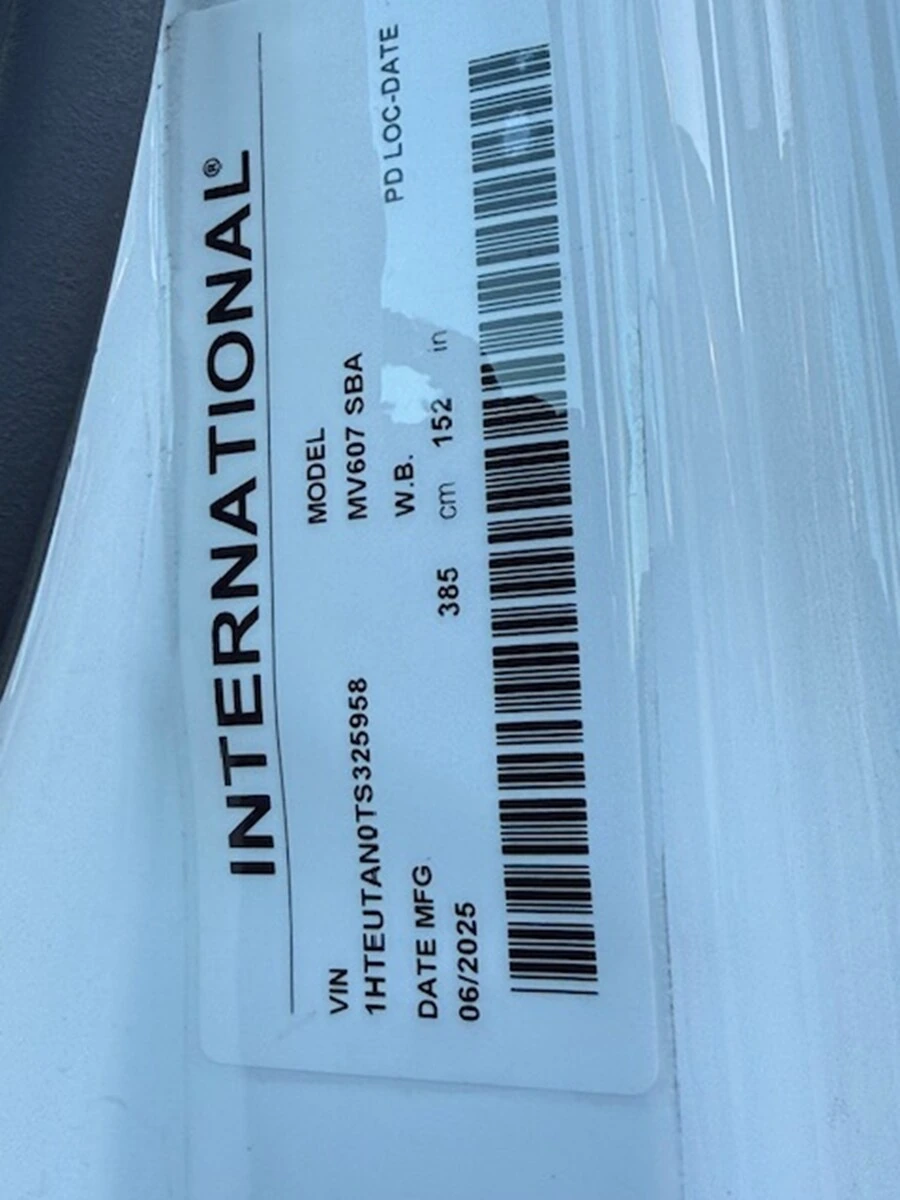 INTERNATIONAL®
VIN
1HTEUTAN0TS325958
MODEL
MV607 SBA
DATE MFG.
06/2025
W.B.
385 cm 152 in
PD LOC-DATE